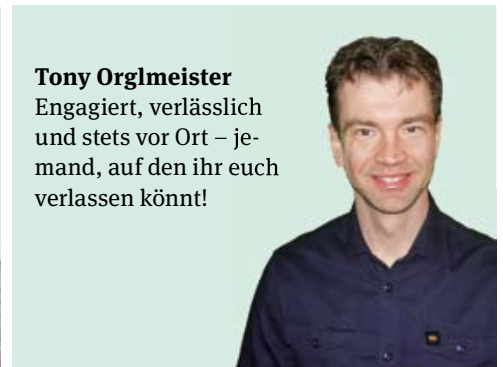 Tony Orglmeister
Engagiert, verlässlich
und stets vor Ort – je-
mand, auf den ihr euch
verlassen könnt!